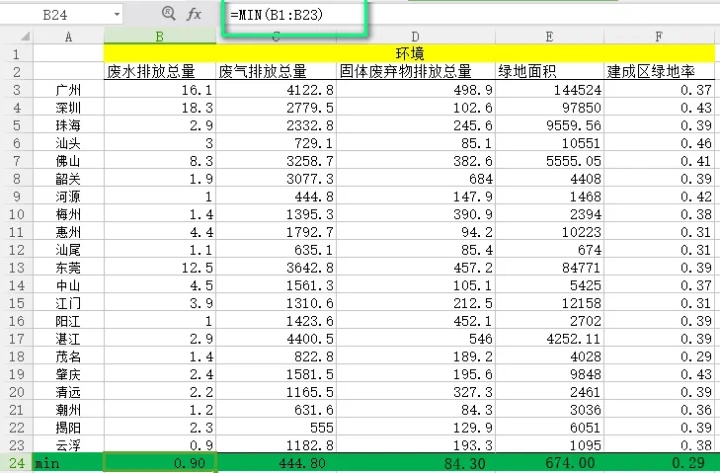 B24 fx =MIN(B1:B23)
A B C D E F
1 环境
2 废水排放总量 废气排放总量 固体废弃物排放总量 绿地面积 建成区绿地率
3 广州 16.1 4122.8 498.9 144524 0.37
4 深圳 18.3 2779.5 102.6 97850 0.43
5 珠海 2.9 2332.8 245.6 9559.56 0.39
6 汕头 3 729.1 85.1 10551 0.46
7 佛山 8.3 3258.7 382.6 5555.05 0.41
8 韶关 1.9 3077.3 684 4408 0.39
9 河源 1 444.8 147.9 1468 0.42
10 梅州 1.4 1395.3 390.9 2394 0.38
11 惠州 4.4 1792.7 94.2 10223 0.31
12 汕尾 1.1 635.1 85.4 674 0.31
13 东莞 12.5 3642.8 457.2 84771 0.39
14 中山 4.5 1561.3 105.1 5425 0.37
15 江门 3.9 1310.6 212.5 12158 0.31
16 阳江 1 1423.6 452.1 2702 0.39
17 湛江 2.9 4400.5 546 4252.11 0.39
18 茂名 1.4 822.8 189.2 4028 0.29
19 肇庆 2.4 1581.5 195.6 9848 0.43
20 清远 2.2 1165.5 327.3 2461 0.39
21 潮州 1.2 631.6 84.3 3036 0.36
22 揭阳 2.3 555 129.9 6051 0.39
23 云浮 0.9 1182.8 193.3 1095 0.38
24 min 0.90 444.80 84.30 674.00 0.29